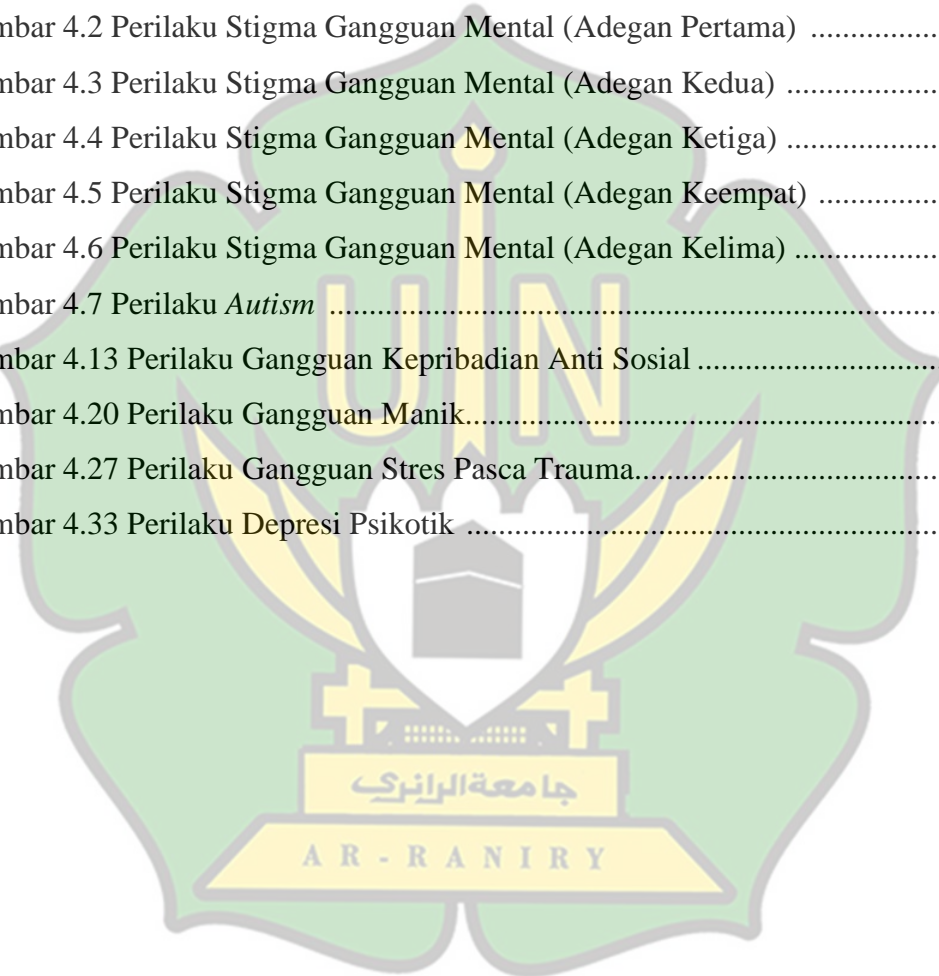 mbar 4.2 Perilaku Stigma Gangguan Mental (Adegan Pertama) ................
mbar 4.3 Perilaku Stigma Gangguan Mental (Adegan Kedua) ..................
mbar 4.4 Perilaku Stigma Gangguan Mental (Adegan Ketiga) ..................
mbar 4.5 Perilaku Stigma Gangguan Mental (Adegan Keempat) ...............
mbar 4.6 Perilaku Stigma Gangguan Mental (Adegan Kelima) .................
mbar 4.7 Perilaku Autism ...............................................................................
mbar 4.13 Perilaku Gangguan Kepribadian Anti Sosial ...........................
mbar 4.20 Perilaku Gangguan Manik.........................................................
mbar 4.27 Perilaku Gangguan Stres Pasca Trauma.....................................
mbar 4.33 Perilaku Depresi Psikotik ..........................................................
UIN
جامعة الرانري
AR-RANIRY